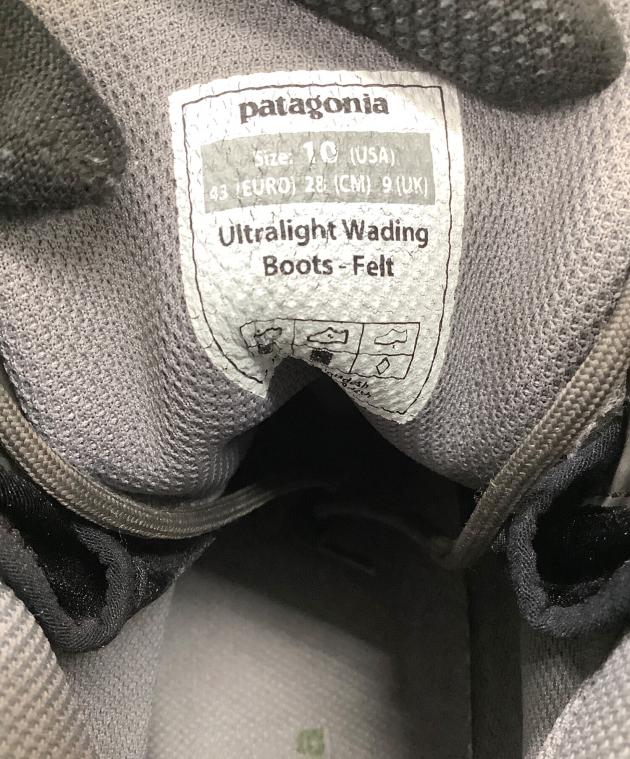 patagonia
Size: 10 (USA)
43 (EURO) 28 (CM) 9 (UK)
Ultralight Wading
Boots - Felt